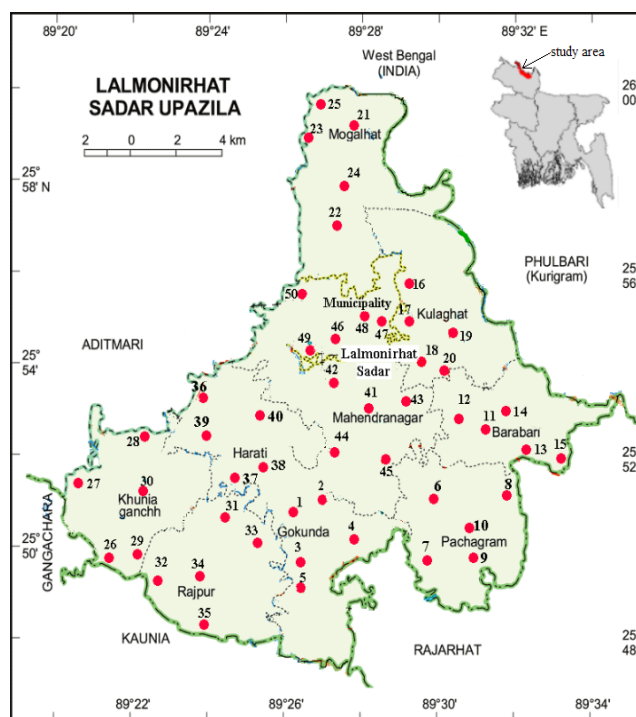 89°20'
89°24'
89°28'
89°32' E
study area
West Bengal
(INDIA)
LALMONIRHAT
SADAR UPAZILA
2 0 2 4 km
26
00
25
21
23
Mogalhat
25°
58' N
24
22
PHULBARI
(Kurigram)
25
56
16
50
Municipality
17
Kulaghat
46
48
47
19
49
ADITMARI
Lalmonirhat
Sadar
18
20
25°
54'
42
36
41
43
12
14
40
Mahendranagar
11
39
Barabari
28
44
13
15
25
52
Harati
38
45
27
30
37
2
6
8
Khunia
ganchh
31
1
Gokunda
10
GANGACHARA
25°
50'
33
4
Pachagram
26
29
3
7
9
32
34
Rajpur
5
35
KAUNIA
RAJARHAT
25
48
89°22'
89°26'
89°30'
89°34'